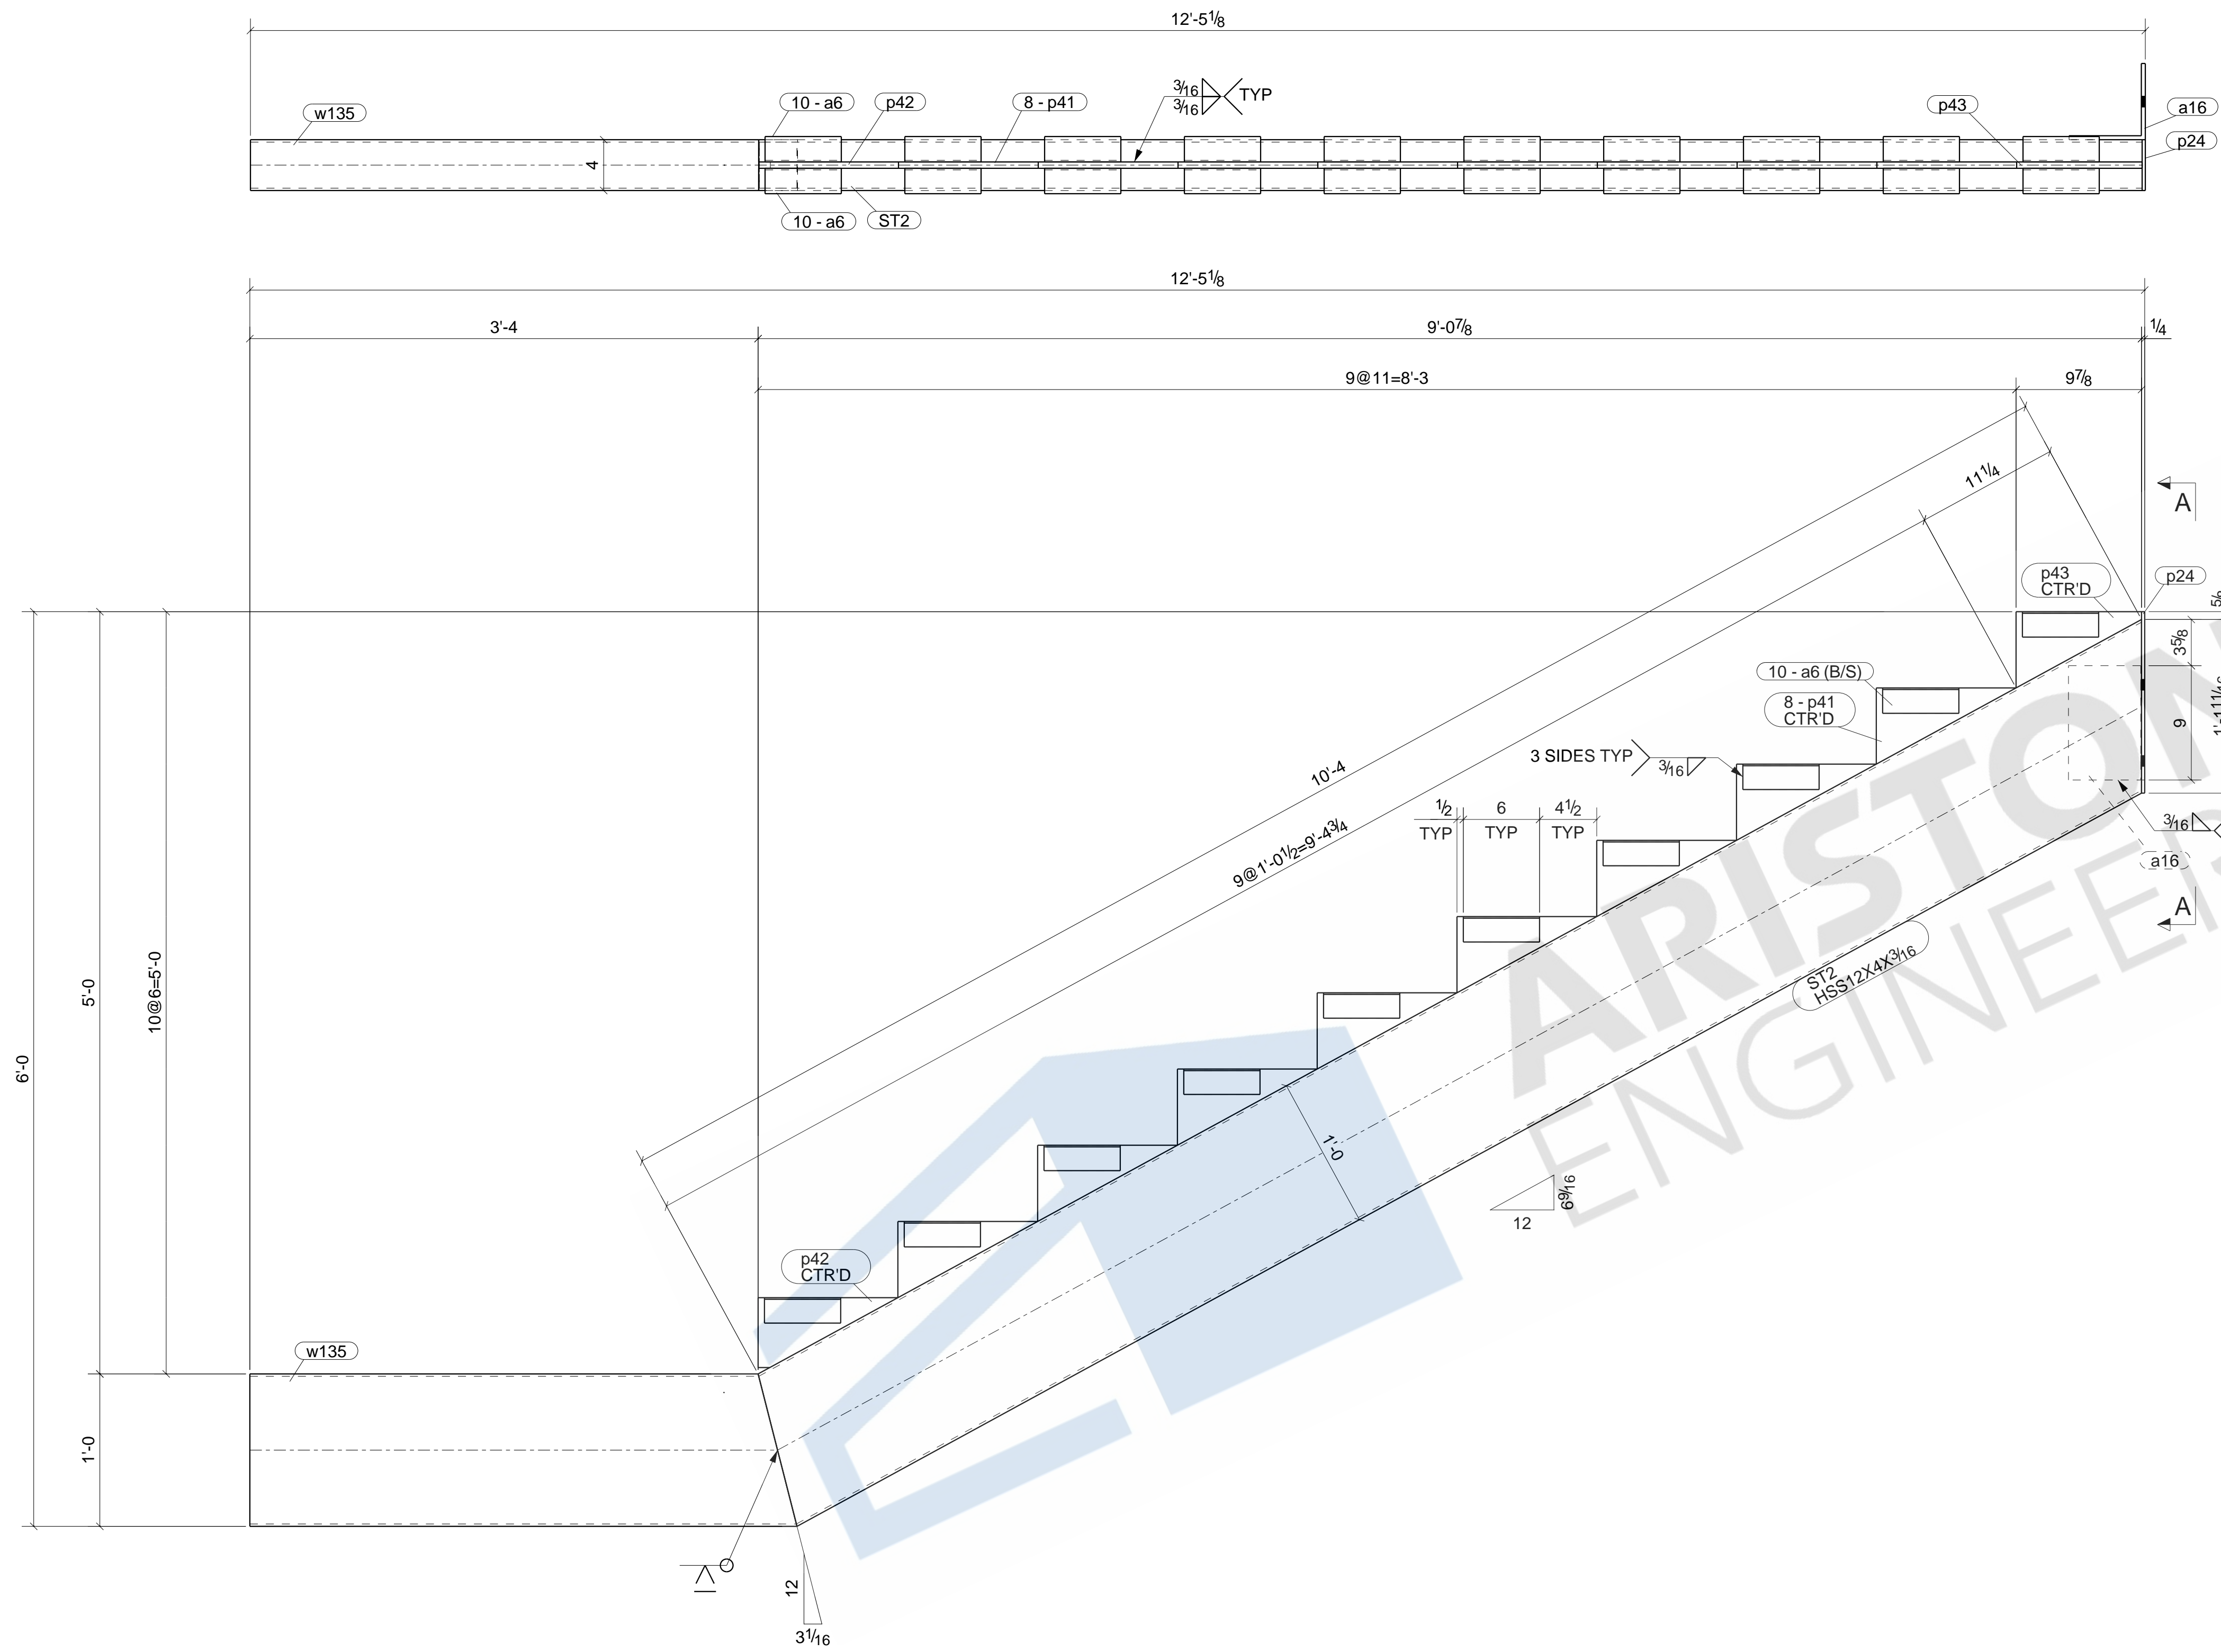 12'-5 1/8
w135
10 - a6
p42
8 - p41
3/16
3/16
TYP
p43
a16
p24
4
10 - a6
ST2
12'-5 1/8
3'-4
9'-0 7/8
1/4
9@11=8'-3
9 7/8
11 1/4
A
p43
CTR'D
p24
3 5/8
10 - a6 (B/S)
8 - p41
CTR'D
9
3 SIDES TYP
3/16
10'-4
9@1'-0 1/2=9'-4 3/4
1/2
TYP
6
TYP
4 1/2
TYP
3/16
a16
A
ST2
HSS12X4X3/16
10@6=5'-0
5'-0
6'-0
1'-0
6 9/16
12
p42
CTR'D
w135
1'-0
12
3 1/16
ARISTON
ENGINEER